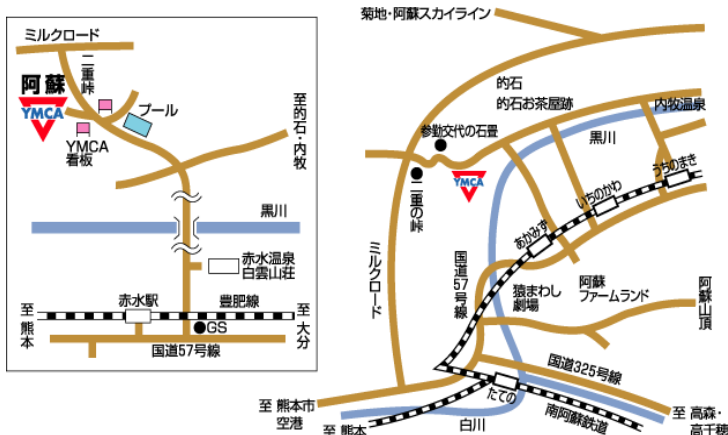 ミルクロード
二重峠
阿蘇
YMCA
プール
YMCA
看板
至的石・内牧
黒川
赤水温泉
白雲山荘
赤水駅
豊肥線
至熊本
至大分
GS
国道57号線
菊地・阿蘇スカイライン
的石
的石お茶屋跡
内牧温泉
参勤交代の石畳
黒川
うちのまき
YMCA
二重の峠
いちのかわ
あかみず
ミルクロード
国道57号線
猿まわし
劇場
阿蘇
ファームランド
阿蘇山頂
国道325号線
たての
至 熊本市
空港
白川
南阿蘇鉄道
至 高森・
高千穂
至 熊本